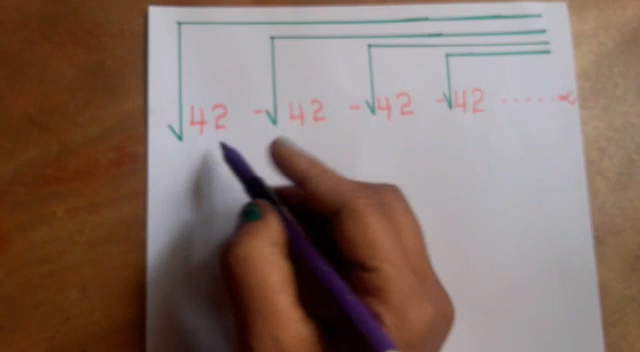 √42 - √42 - √42 - √42 ...... ∞